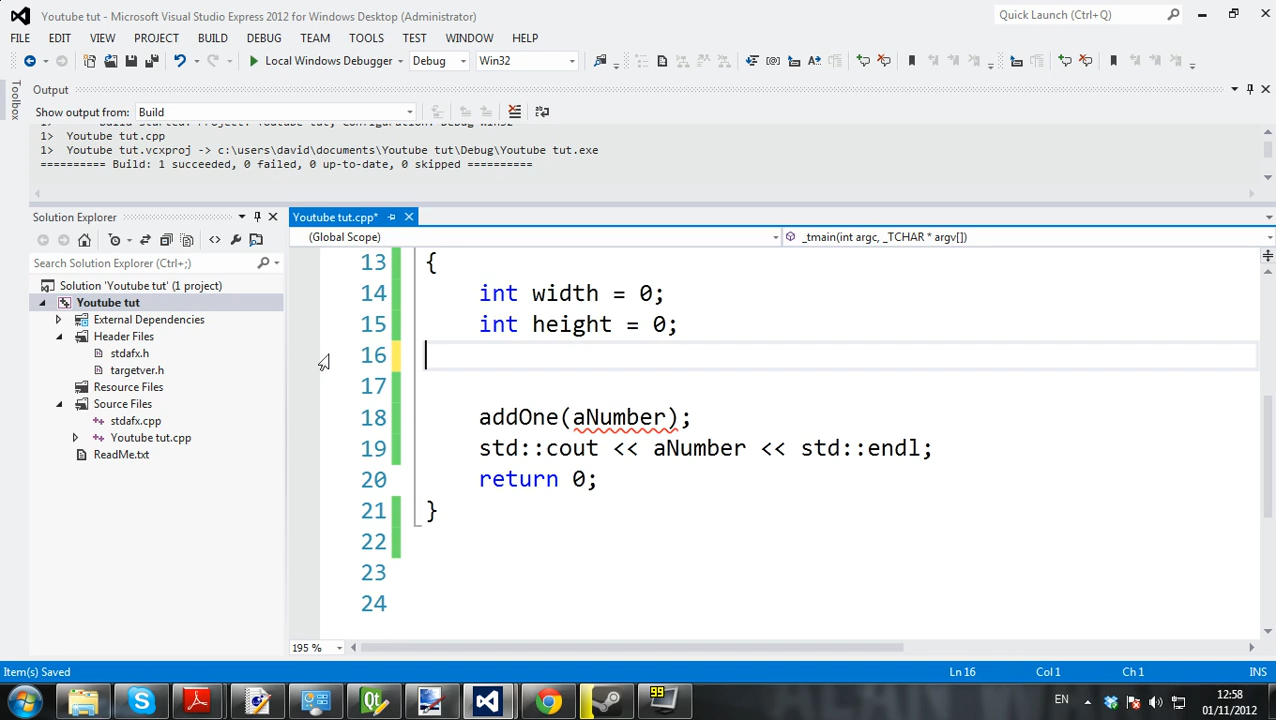 Youtube tut - Microsoft Visual Studio Express 2012 for Windows Desktop (Administrator)
Quick Launch (Ctrl+Q)
FILE EDIT VIEW PROJECT BUILD DEBUG TEAM TOOLS TEST WINDOW HELP
Local Windows Debugger Debug Win32
Toolbox
Output
Show output from: Build
1> Youtube tut.cpp
1> Youtube tut.vcxproj -> c:\users\david\documents\Youtube tut\Debug\Youtube tut.exe
========== Build: 1 succeeded, 0 failed, 0 up-to-date, 0 skipped ==========
Solution Explorer
Search Solution Explorer (Ctrl+;)
Solution 'Youtube tut' (1 project)
Youtube tut
External Dependencies
Header Files
stdafx.h
targetver.h
Resource Files
Source Files
stdafx.cpp
Youtube tut.cpp
ReadMe.txt
Youtube tut.cpp*
(Global Scope) _tmain(int argc, _TCHAR * argv[])
13 {
14 int width = 0;
15 int height = 0;
16
17
18 addOne(aNumber);
19 std::cout << aNumber << std::endl;
20 return 0;
21 }
22
23
24
195 %
Item(s) Saved Ln 16 Col 1 Ch 1 INS
99
EN
12:58
01/11/2012